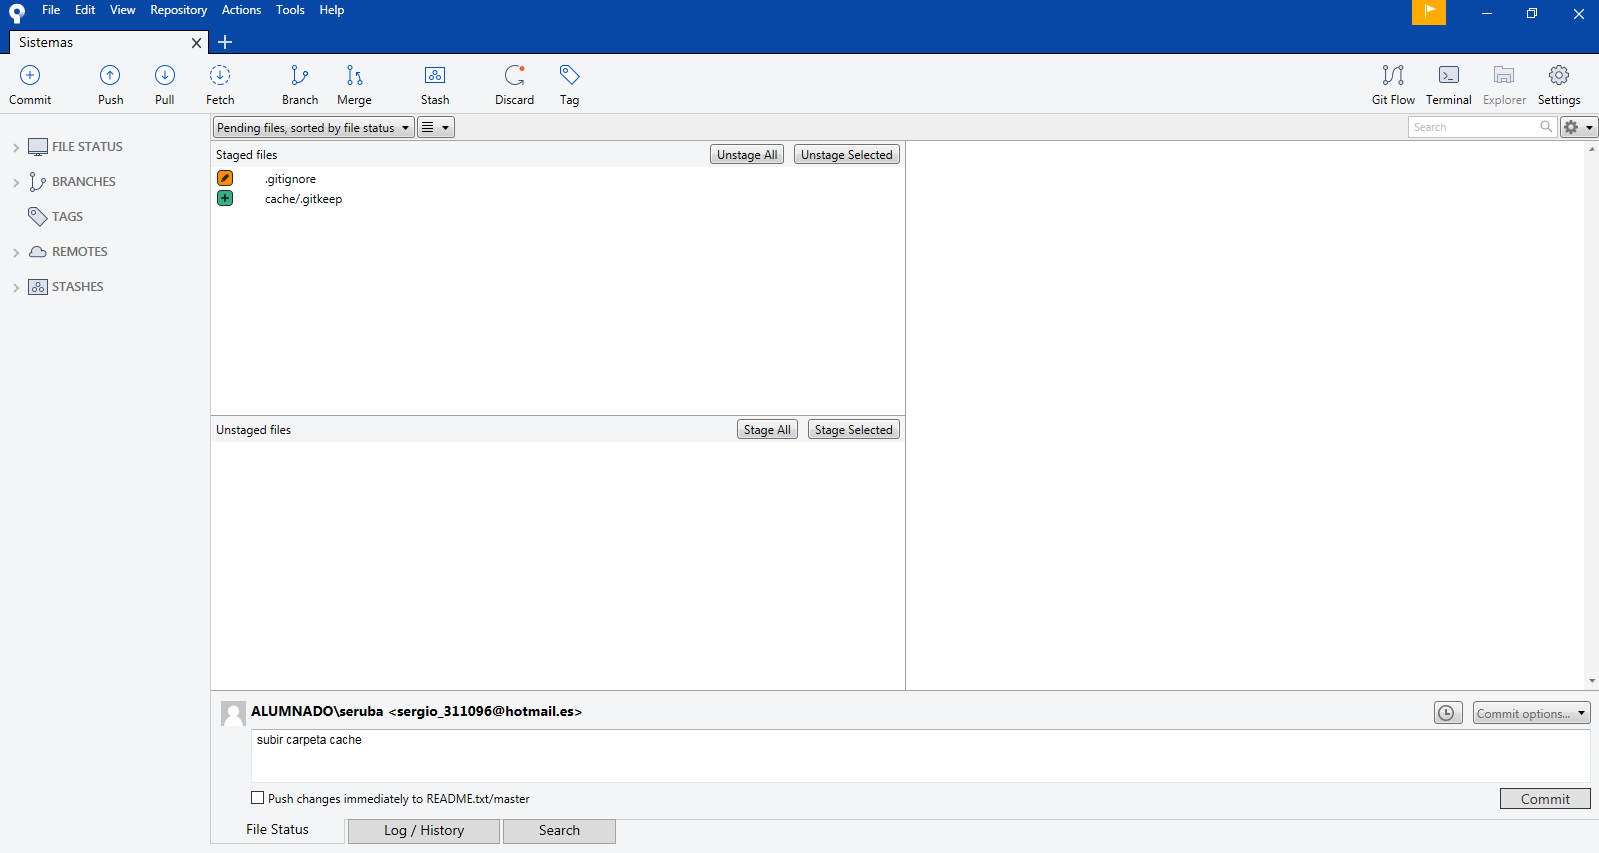 File Edit View Repository Actions Tools Help
Sistemas
Commit Push Pull Fetch Branch Merge Stash Discard Tag Git Flow Terminal Explorer Settings
Pending files, sorted by file status
Search
FILE STATUS
BRANCHES
TAGS
REMOTES
STASHES
Staged files Unstage All Unstage Selected
.gitignore
cache/.gitkeep
Unstaged files Stage All Stage Selected
ALUMNADO\seruba <sergio_311096@hotmail.es>
Commit options...
subir carpeta cache
Push changes immediately to README.txt/master
Commit
File Status Log / History Search